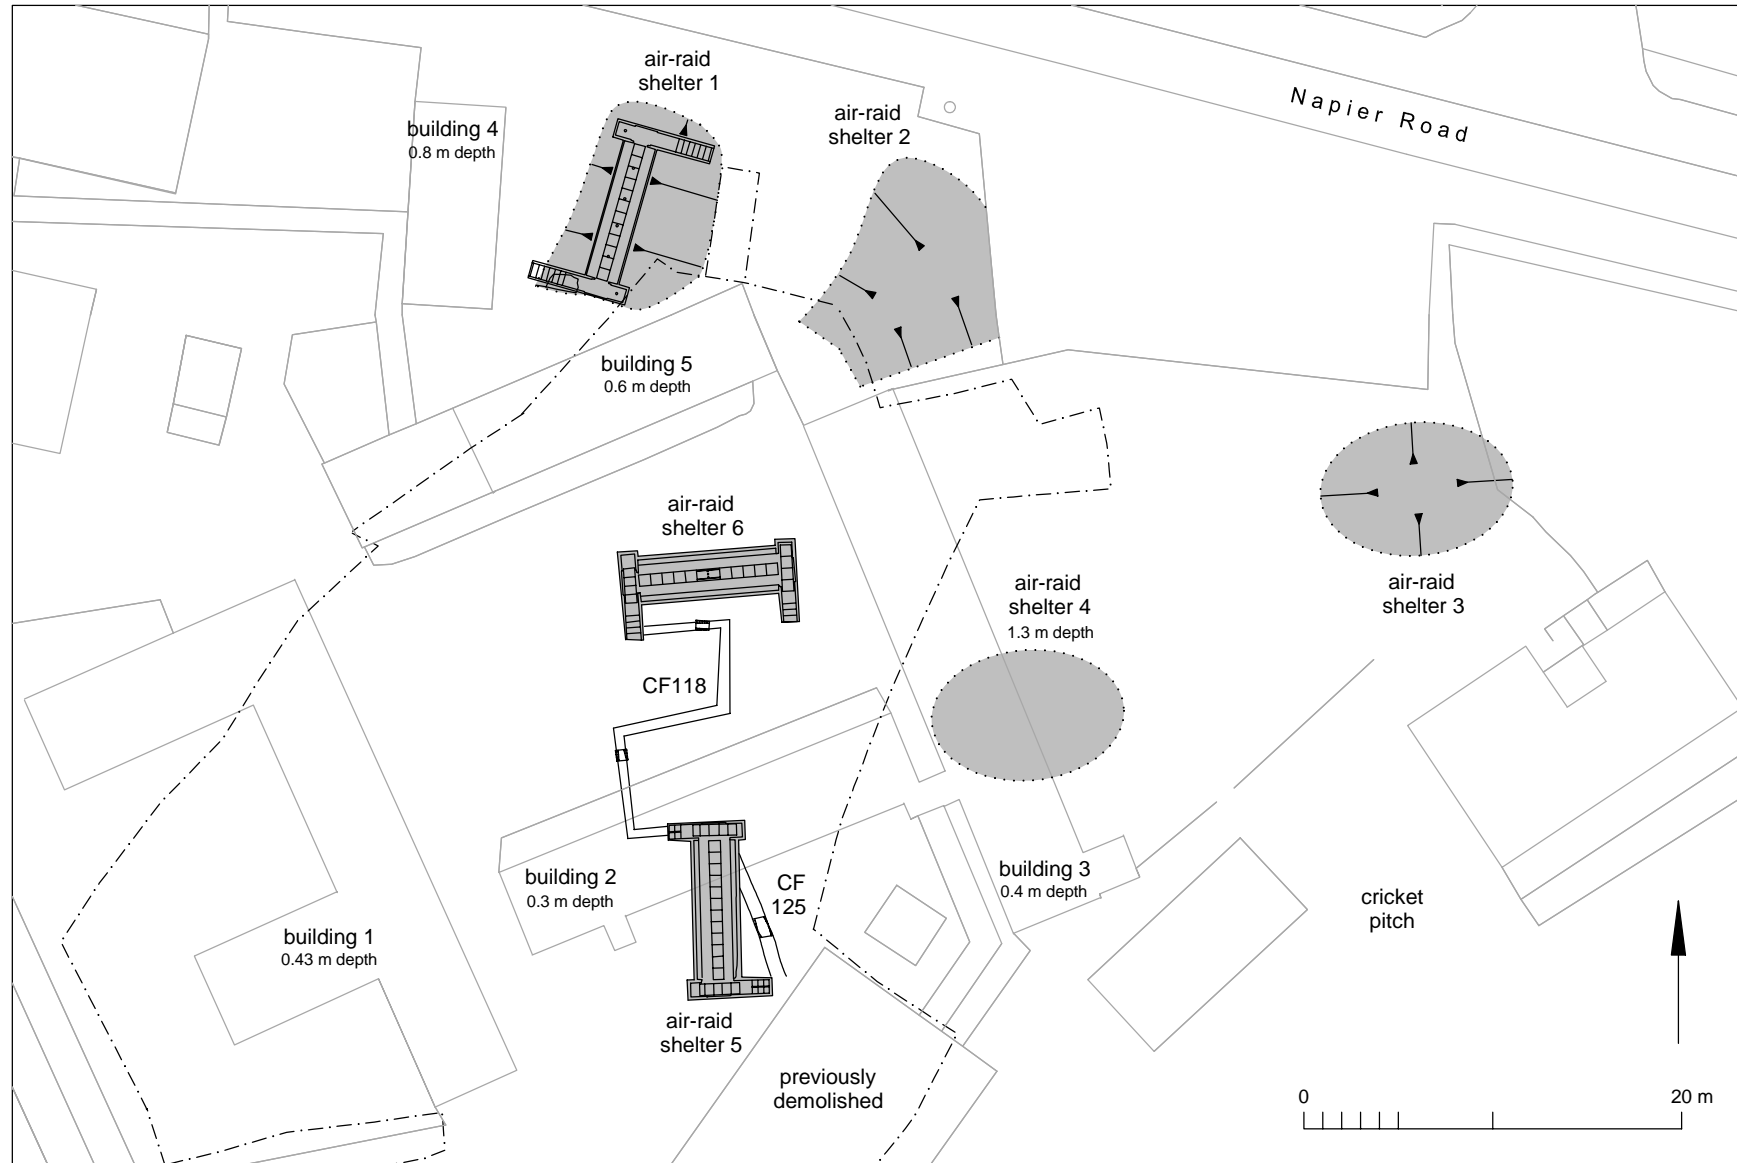 air-raid
shelter 1
building 4
0.8 m depth
air-raid
shelter 2
Napier Road
building 5
0.6 m depth
air-raid
shelter 6
air-raid
shelter 4
1.3 m depth
air-raid
shelter 3
CF118
building 2
0.3 m depth
CF
125
building 3
0.4 m depth
cricket
pitch
building 1
0.43 m depth
air-raid
shelter 5
previously
demolished
0 20 m